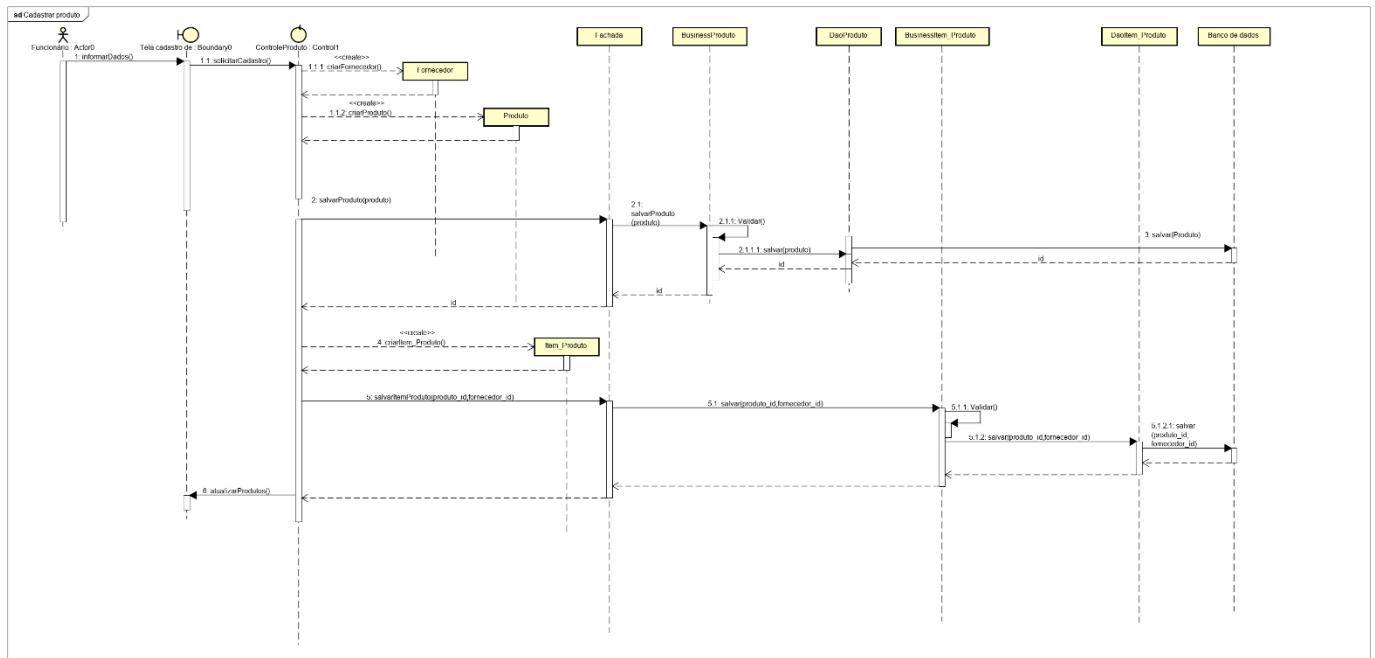 sd Cadastrar produto
Funcionário : Actor0
Tela cadastro de : Boundary0
ControleProduto : Control1
Fachada
BusinessProduto
DaoProduto
BusinessItem_Produto
DaoItem_Produto
Banco de dados
1: informarDados()
1.1: solicitarCadastro()
<<create>>
1.1.1: criarFornecedor()
Fornecedor
<<create>>
1.1.2: criarProduto()
Produto
2: salvarProduto(produto)
2.1:
salvarProduto
(produto)
2.1.1: Validar()
2.1.1.1: salvar(produto)
3: salvar(Produto)
id
id
id
id
<<create>>
4: criarItem_Produto()
Item_Produto
5: salvarItemProduto(produto_id,fornecedor_id)
5.1: salvar(produto_id,fornecedor_id)
5.1.1: Validar()
5.1.2: salvar(produto_id,fornecedor_id)
5.1.2.1: salvar
(produto_id,
fornecedor_id)
6: atualizarProdutos()